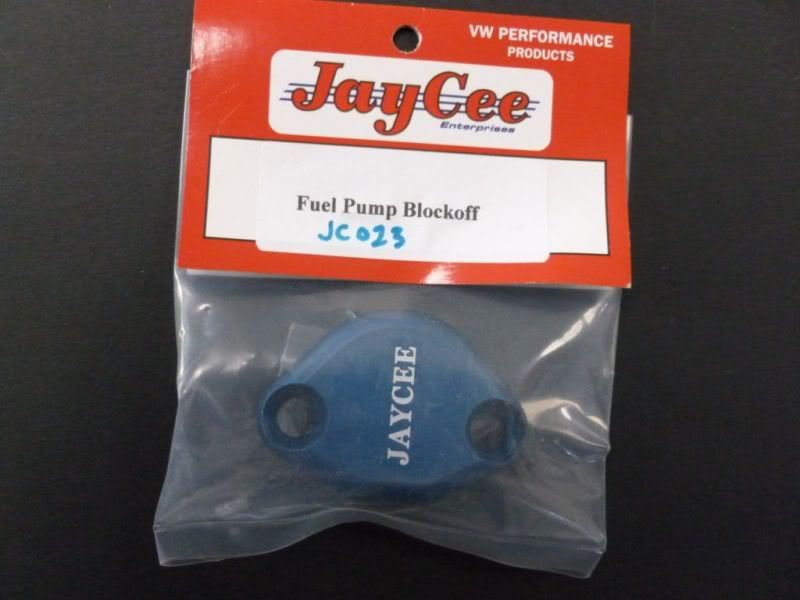 VW PERFORMANCE
PRODUCTS
JayCee
Enterprises
Fuel Pump Blockoff
JC023
JAYCEE